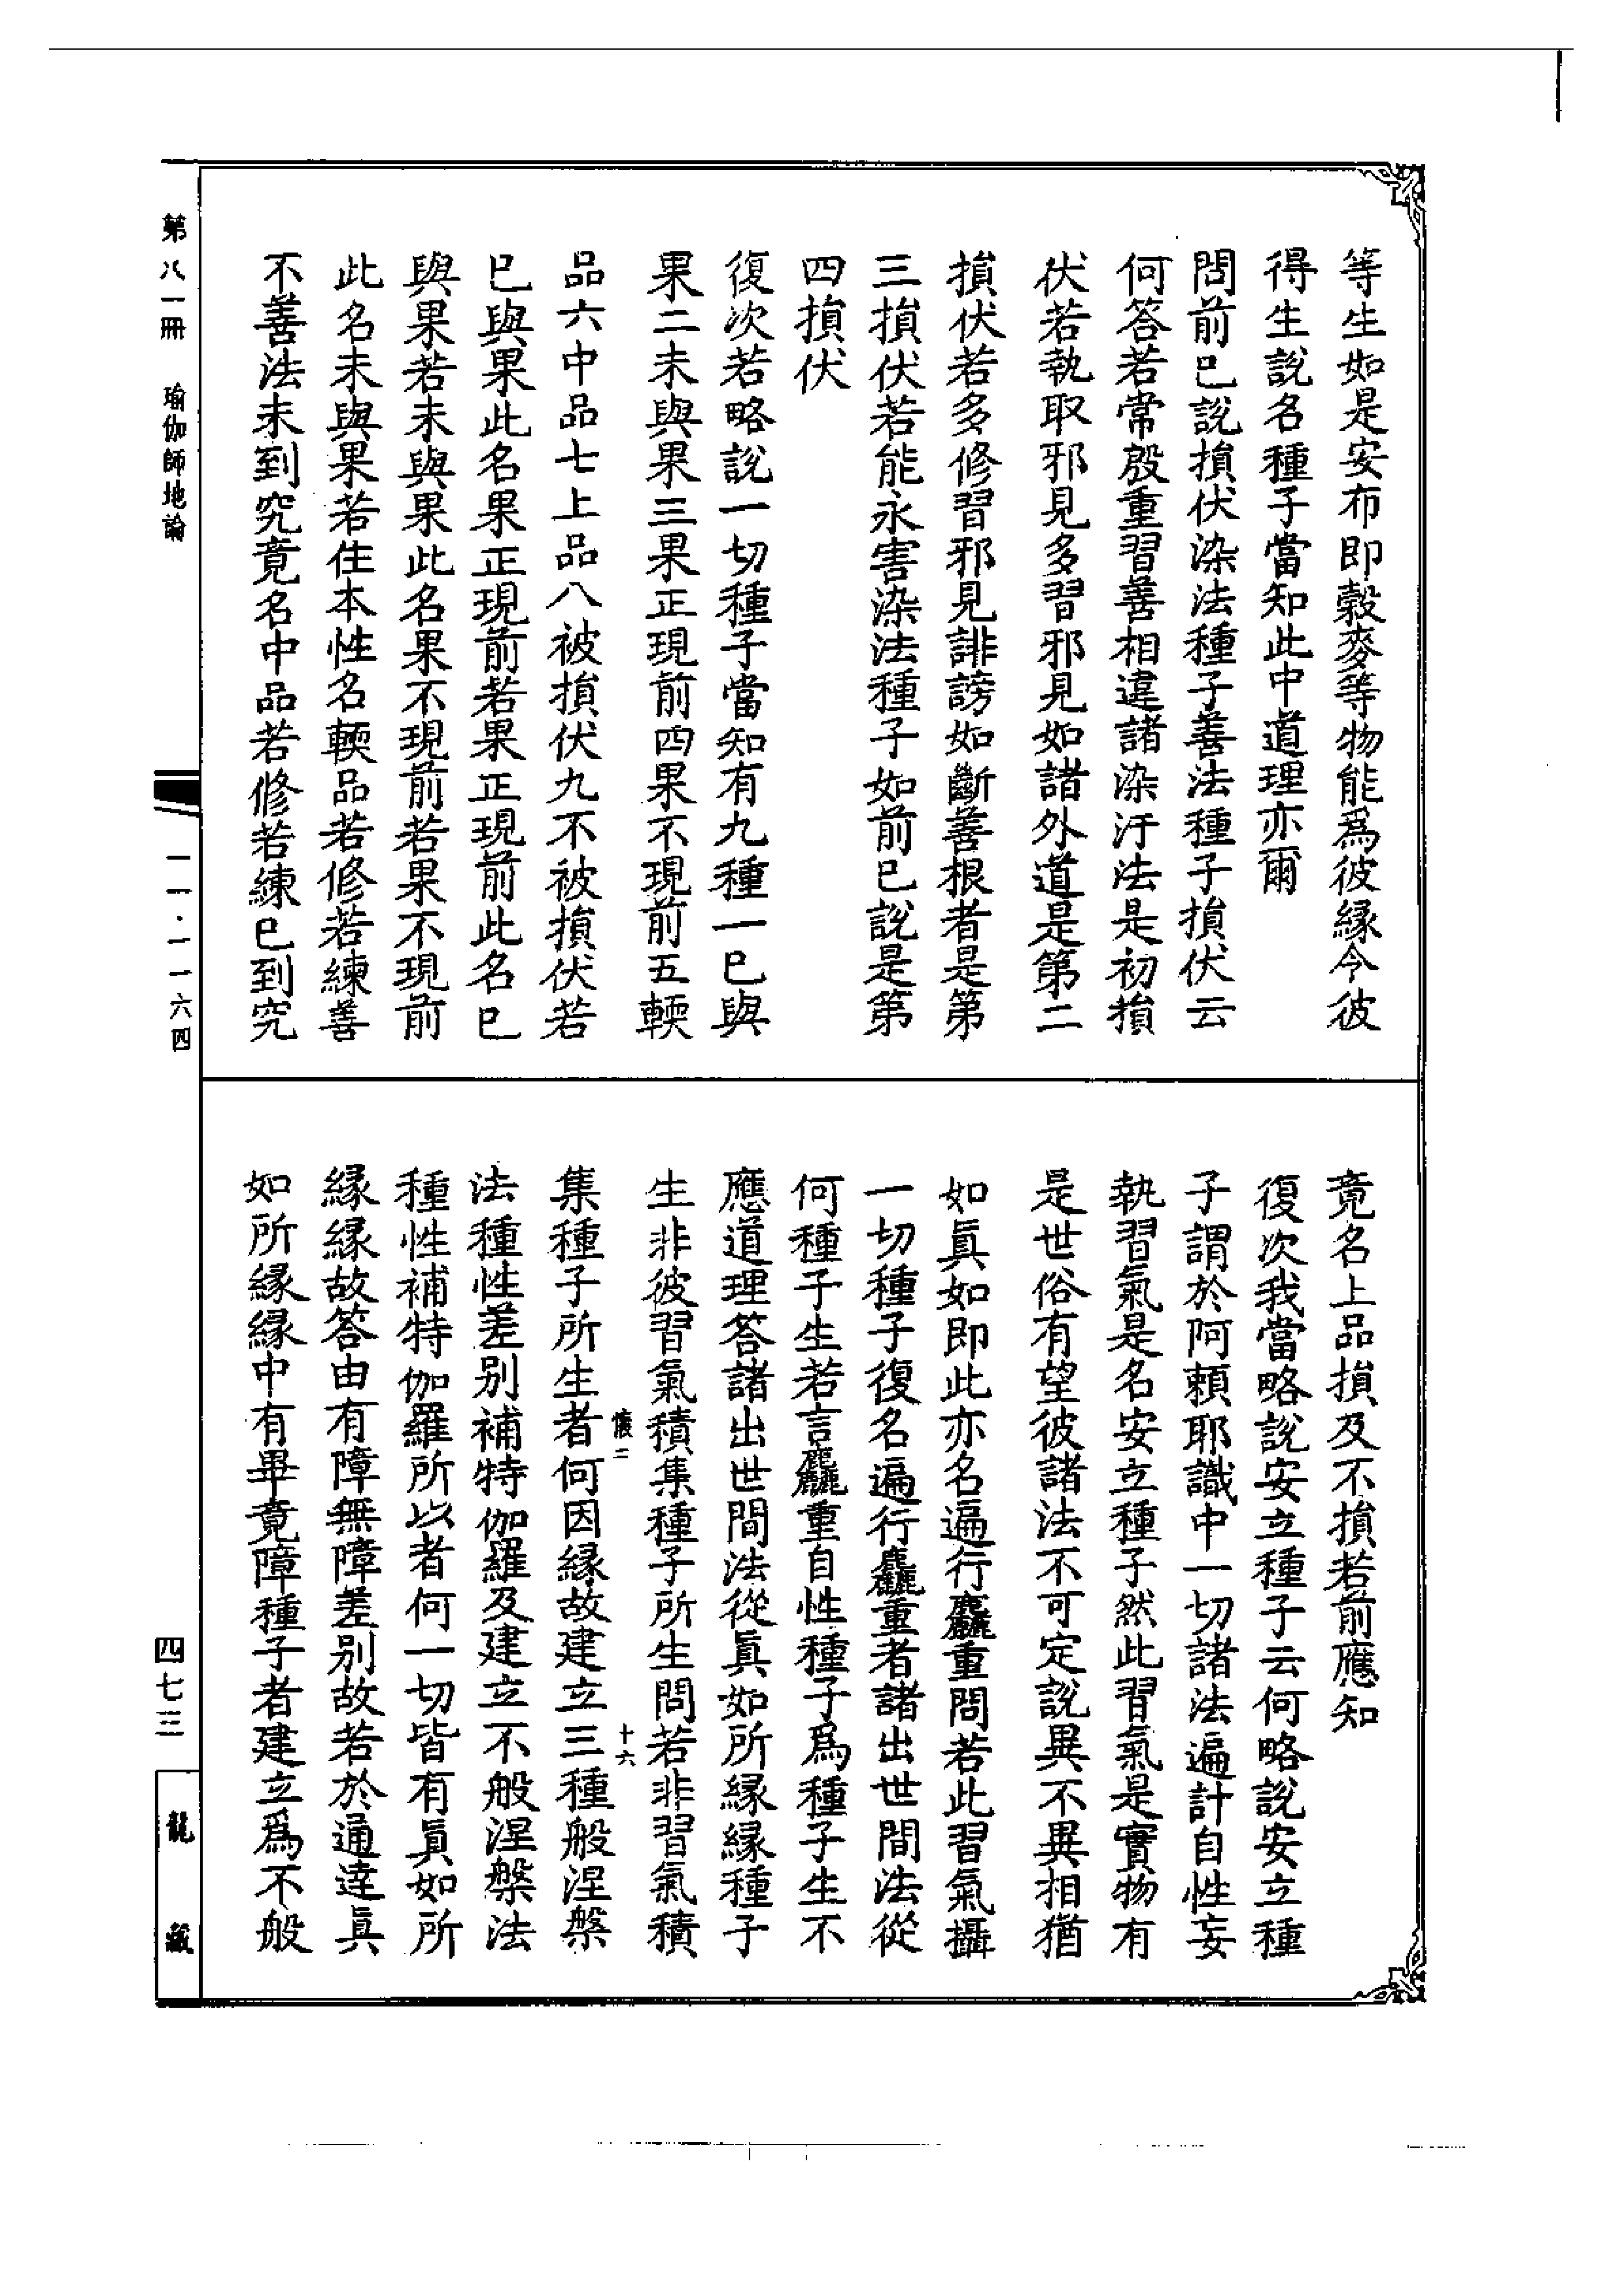 等生如是安布即穀麥等物能爲彼緣今彼
得生說名種子當知此中道理亦爾
問前已說損伏染法種子善法種子損伏云
何答若常殷重習善相違諸染汙法是初損
伏若執取邪見多習邪見如諸外道是第二
損伏若多修習邪見誹謗如斷善根者是第
三損伏若能永害染法種子如前已說是第
四損伏
復次若略說一切種子當知有九種一已與
果二未與果三果正現前四果不現前五輭
品六中品七上品八被損伏九不被損伏若
已與果此名果正現前若果正現前此名已
與果若未與果此名果不現前若果不現前
此名未與果若住本性名輭品若修若練善
不善法未到究竟名中品若修若練已到究
竟名上品損及不損若前應知
復次我當略說安立種子云何略說安立種
子謂於阿賴耶識中一切諸法遍計自性妄
執習氣是名安立種子然此習氣是實物有
是世俗有望彼諸法不可定說異不異相猶
如眞如即此亦名遍行麤重問若此習氣攝
一切種子復名遍行麤重者諸出世間法從
何種子生若言麤重自性種子爲種子生不
應道理答諸出世間法從眞如所緣緣種子
生非彼習氣積集種子所生問若非習氣積
集種子所生者何因緣故建立三種般涅槃
法種性差別補特伽羅及建立不般涅槃法
種性補特伽羅所以者何一切皆有眞如所
緣緣故答由有障無障差別故若於通達眞
如所緣緣中有畢竟障種子者建立爲不般
懷三
十六
第八一冊　瑜伽師地論
一一·一一六四
四七三
龍藏